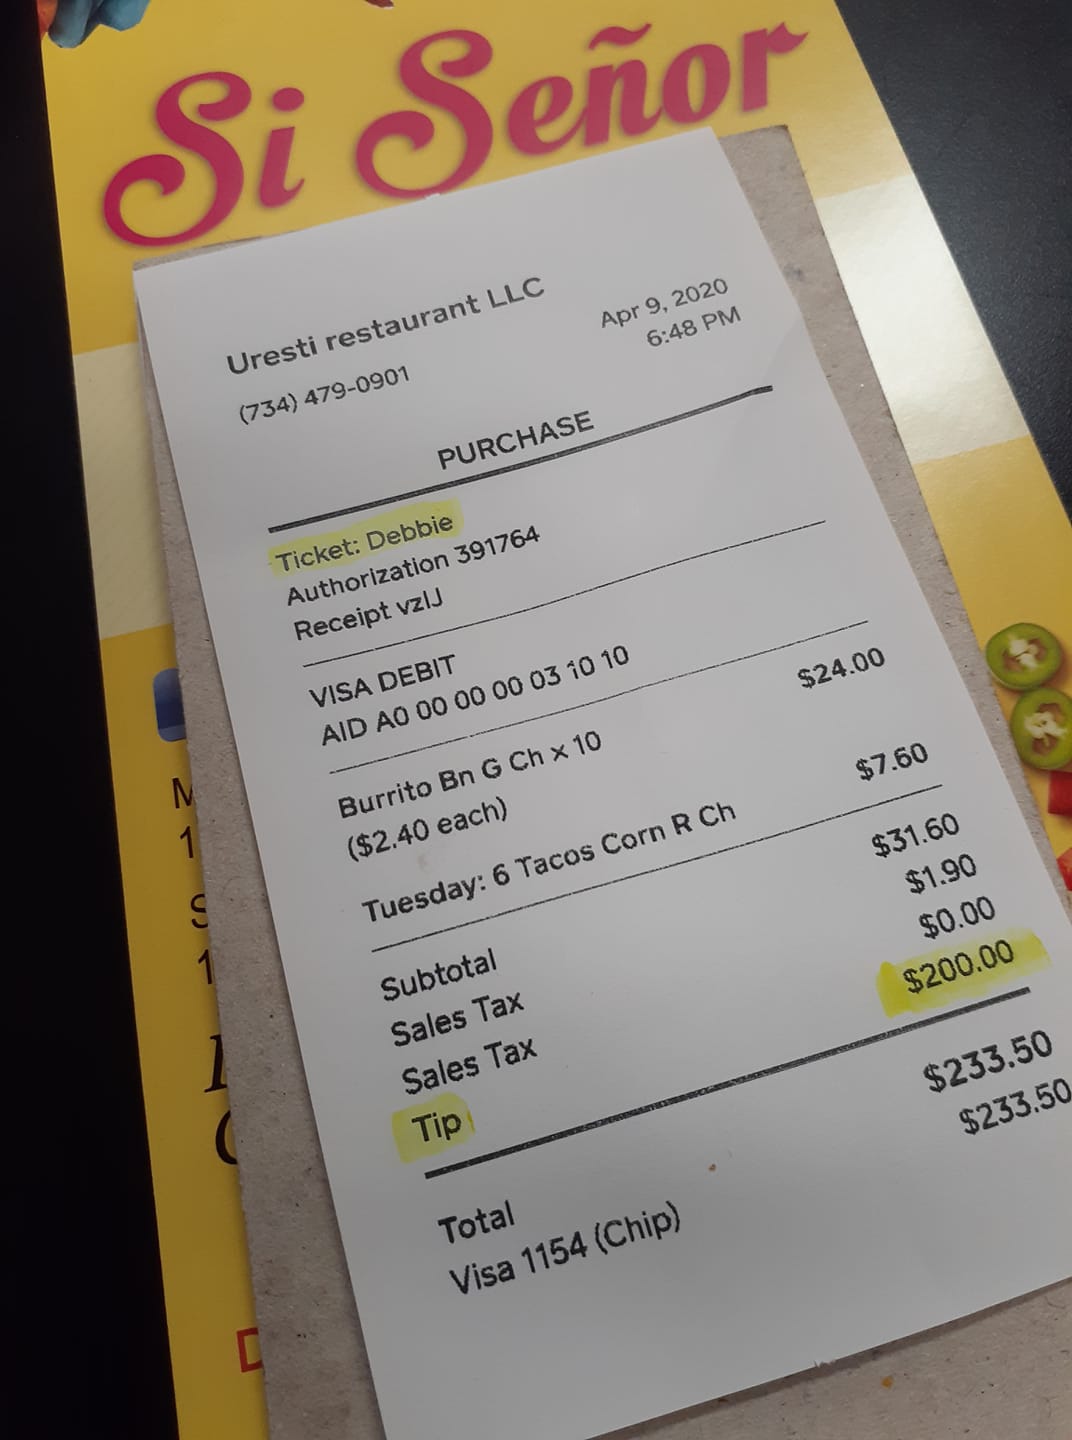 Si Señor
Uresti restaurant LLC
(734) 479-0901
Apr 9, 2020
6:48 PM
PURCHASE
Ticket: Debbie
Authorization 391764
Receipt vzIJ
VISA DEBIT
AID A0 00 00 00 03 10 10
Burrito Bn G Ch x 10 $24.00
($2.40 each)
Tuesday: 6 Tacos Corn R Ch $7.60
Subtotal $31.60
Sales Tax $1.90
Sales Tax $0.00
Tip $200.00
Total $233.50
Visa 1154 (Chip) $233.50